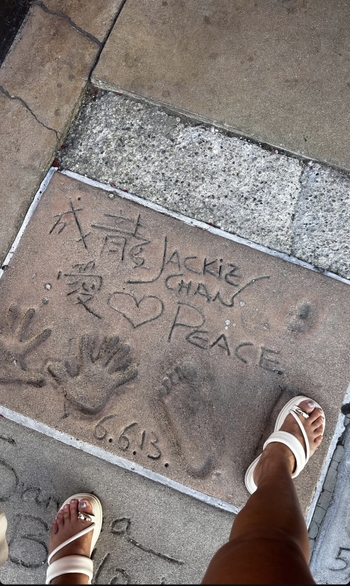 成龍 JACKIE
CHAN
愛 ♡ PEACE.
6.6.13.